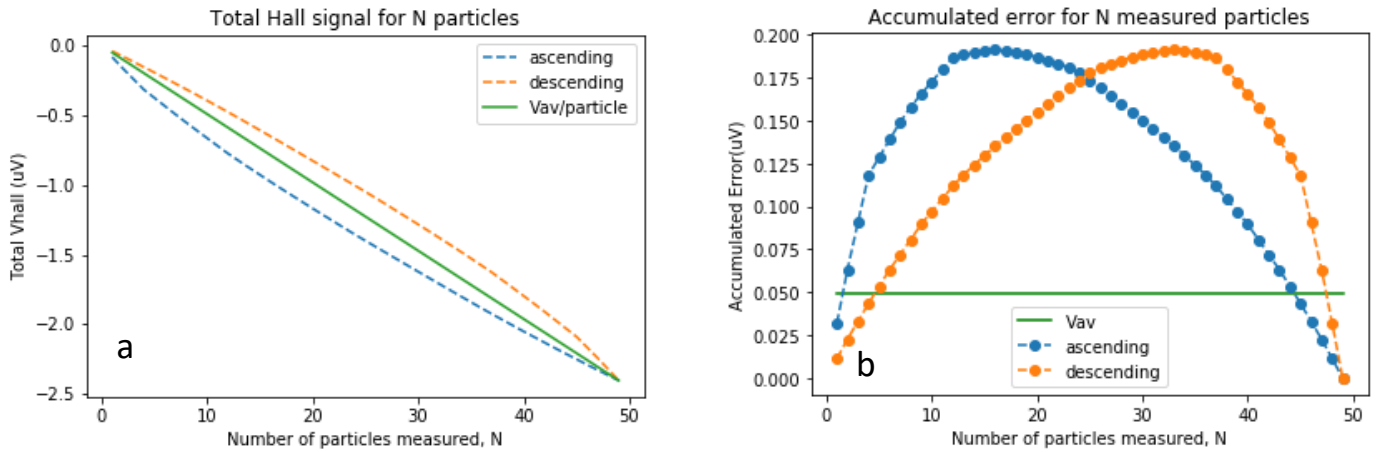 Total Hall signal for N particles
0.0
−0.5
−1.0
−1.5
−2.0
−2.5
Total Vhall (uV)
ascending
descending
Vav/particle
a
0
10
20
30
40
50
Number of particles measured, N
Accumulated error for N measured particles
0.200
0.175
0.150
0.125
0.100
0.075
0.050
0.025
0.000
Accumulated Error(uV)
Vav
ascending
descending
b
0
10
20
30
40
50
Number of particles measured, N